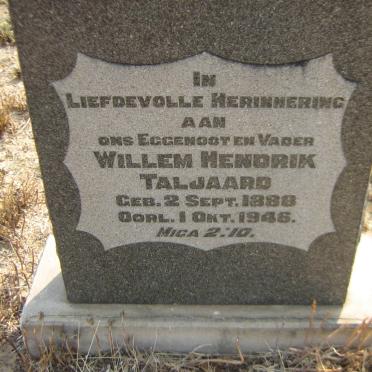 IN
LIEFDEVOLLE HERINNERING
AAN
ONS EGGENOOT EN VADER
WILLEM HENDRIK
TALJAARD
GEB. 2 SEPT. 1888
OORL. 1 OKT. 1946.
MIGA 2:10.